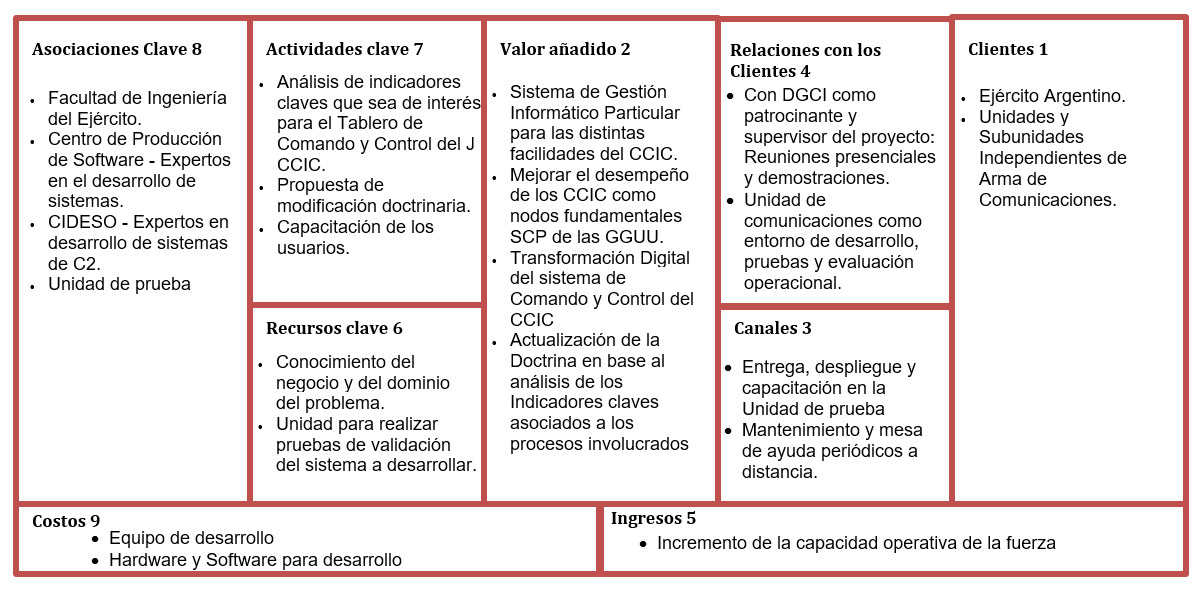 Asociaciones Clave 8
Facultad de Ingeniería
del Ejército.
Centro de Producción
de Software - Expertos
en el desarrollo de
sistemas.
CIDESO - Expertos en
desarrollo de sistemas
de C2.
Unidad de prueba
Actividades clave 7
Análisis de indicadores
claves que sea de interés
para el Tablero de
Comando y Control del J
CCIC.
Propuesta de
modificación doctrinaria.
Capacitación de los
usuarios.
Recursos clave 6
Conocimiento del
negocio y del dominio
del problema.
Unidad para realizar
pruebas de validación
del sistema a desarrollar.
Valor añadido 2
Sistema de Gestión
Informático Particular
para las distintas
facilidades del CCIC.
Mejorar el desempeño
de los CCIC como
nodos fundamentales
SCP de las GGUU.
Transformación Digital
del sistema de
Comando y Control del
CCIC
Actualización de la
Doctrina en base al
análisis de los
Indicadores claves
asociados a los
procesos involucrados
Relaciones con los
Clientes 4
Con DGCI como
patrocinante y
supervisor del proyecto:
Reuniones presenciales
y demostraciones.
Unidad de
comunicaciones como
entorno de desarrollo,
pruebas y evaluación
operacional.
Canales 3
Entrega, despliegue y
capacitación en la
Unidad de prueba
Mantenimiento y mesa
de ayuda periódicos a
distancia.
Clientes 1
Ejército Argentino.
Unidades y
Subunidades
Independientes de
Arma de
Comunicaciones.
Costos 9
Equipo de desarrollo
Hardware y Software para desarrollo
Ingresos 5
Incremento de la capacidad operativa de la fuerza